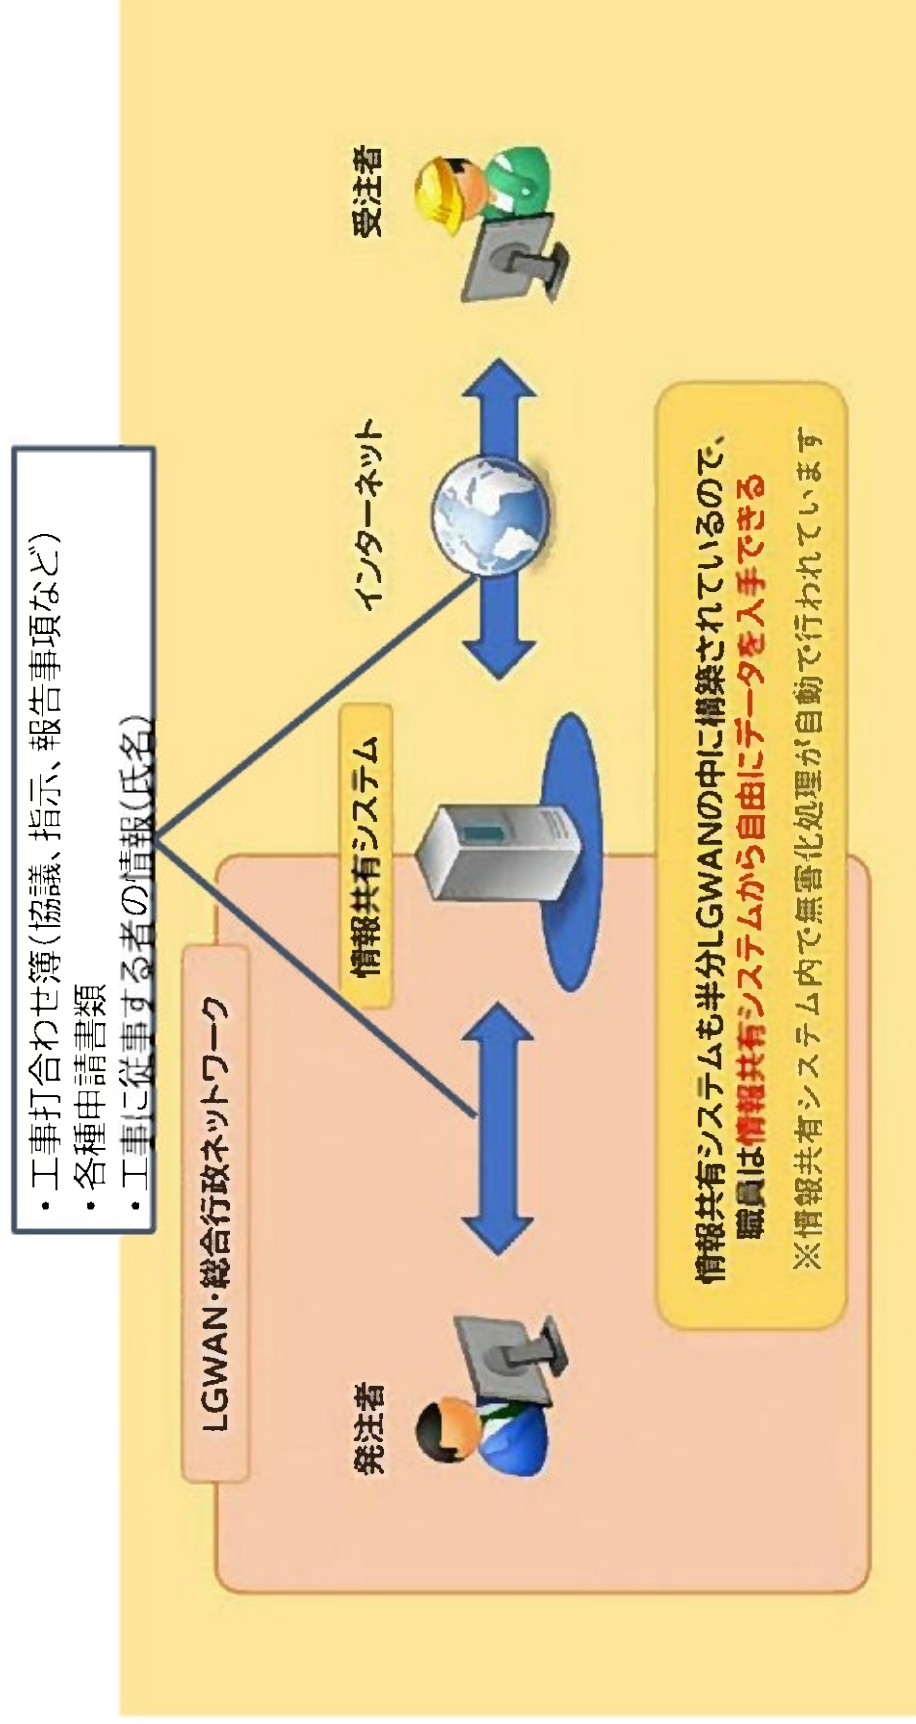 ・工事打合わせ簿(協議、指示、報告事項など)
・各種申請書類
・工事に従事する者の情報(氏名)
LGWAN・総合行政ネットワーク
発注者
情報共有システム
インターネット
受注者
情報共有システムも半分LGWANの中に構築されているので、
職員は情報共有システムから自由にデータを入手できる
※情報共有システム内で無害化処理が自動で行われています